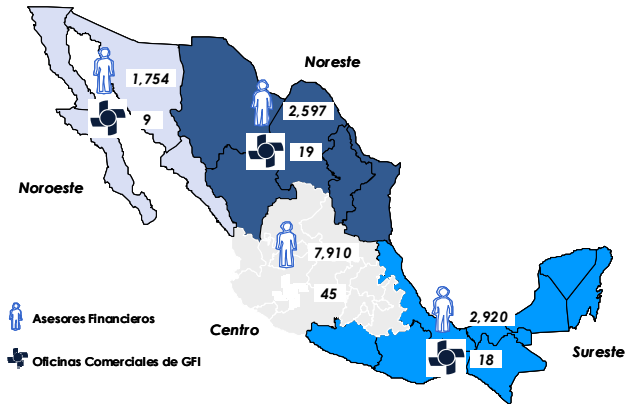 Noreste
1,754
2,597
9
19
Noroeste
7,910
45
2,920
Asesores Financieros
Centro
18
Sureste
Oficinas Comerciales de GFI